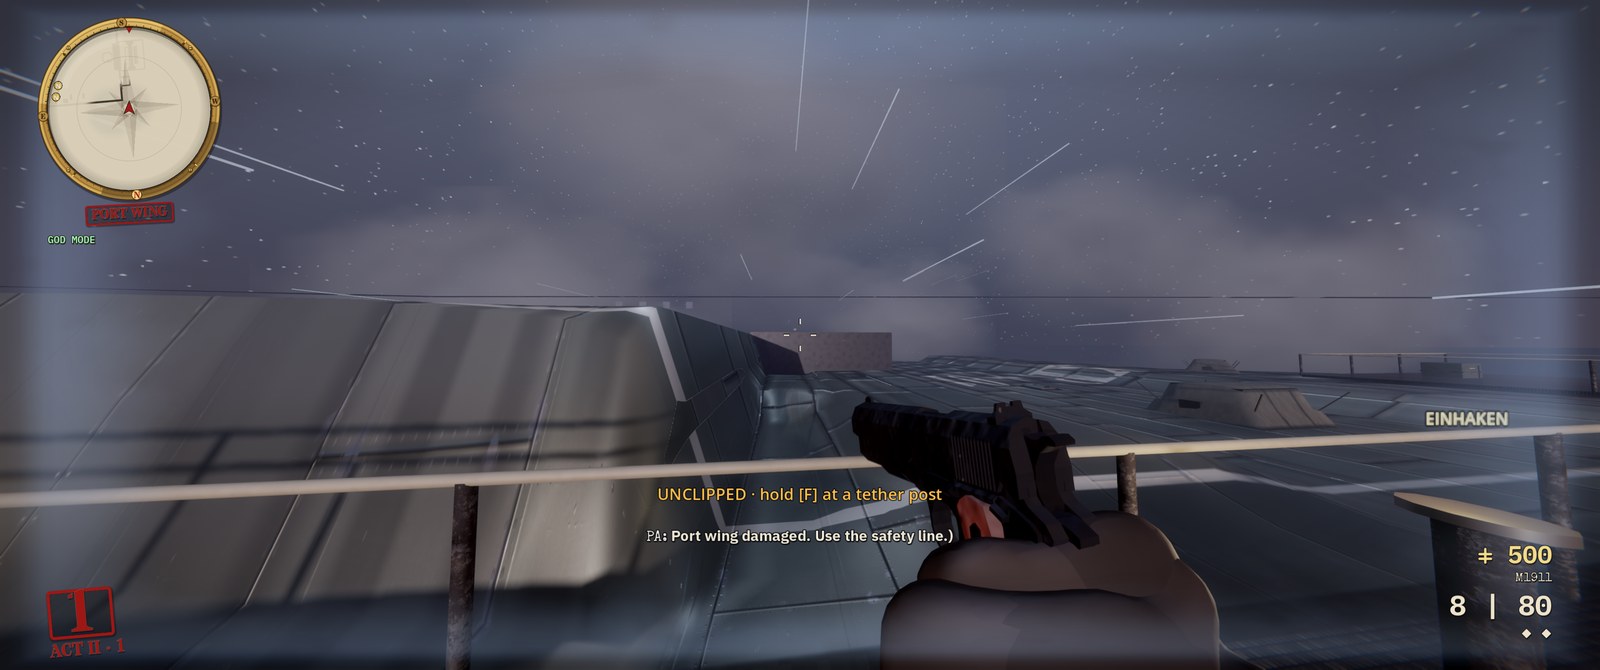 S
W
E
N
PORT WING
GOD MODE
EINHAKEN
UNCLIPPED · hold [F] at a tether post
PA: Port wing damaged. Use the safety line.)
500
M1911
8 | 80
1
ACT II · 1